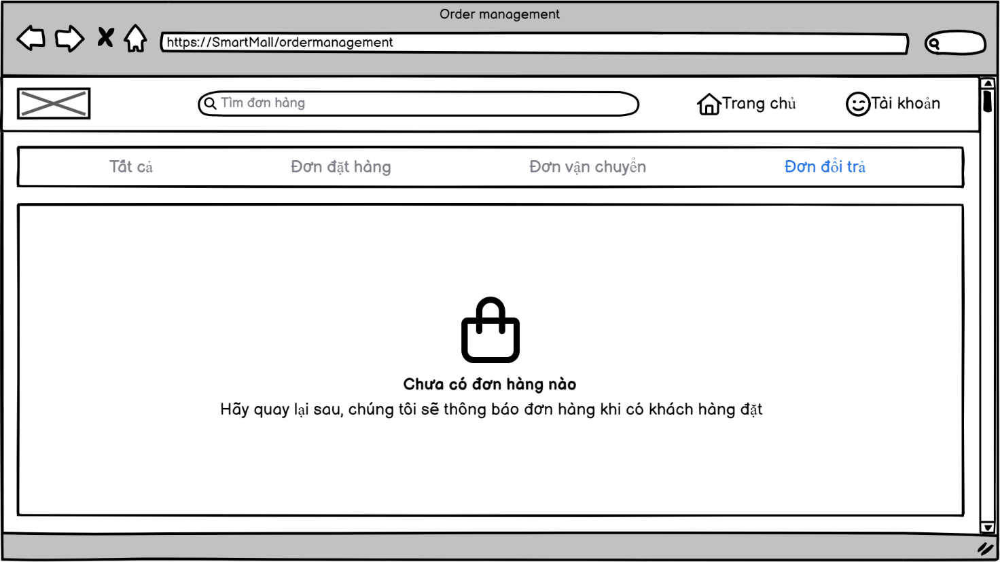 Order management
https://SmartMall/ordermanagement
Tìm đơn hàng
Trang chủ
Tài khoản
Tất cả
Đơn đặt hàng
Đơn vận chuyển
Đơn đổi trả
Chưa có đơn hàng nào
Hãy quay lại sau, chúng tôi sẽ thông báo đơn hàng khi có khách hàng đặt